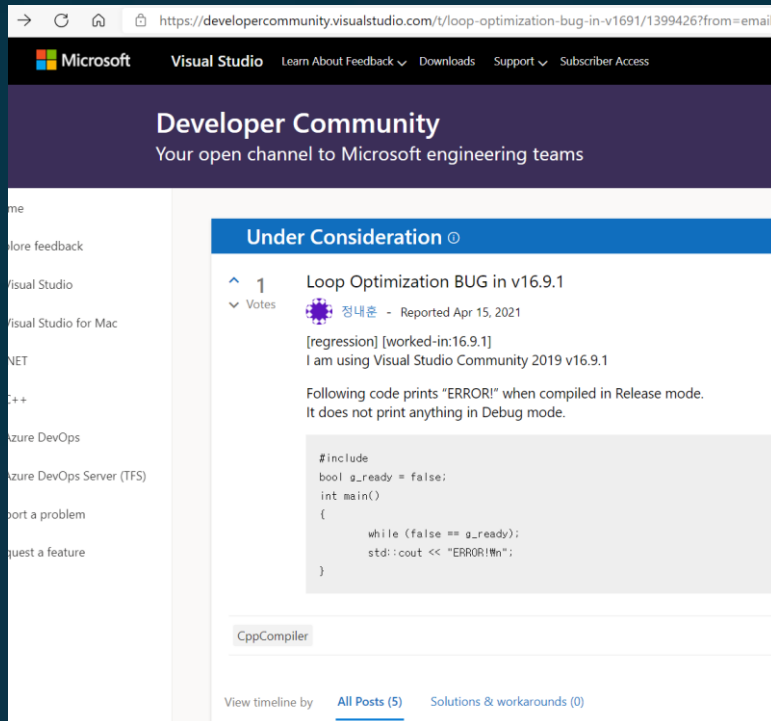 https://developercommunity.visualstudio.com/t/loop-optimization-bug-in-v1691/1399426?from=email
Microsoft Visual Studio Learn About Feedback Downloads Support Subscriber Access
Developer Community
Your open channel to Microsoft engineering teams
me
lore feedback
Visual Studio
Visual Studio for Mac
NET
C++
Azure DevOps
Azure DevOps Server (TFS)
port a problem
quest a feature
Under Consideration
1
Votes
Loop Optimization BUG in v16.9.1
정내훈 - Reported Apr 15, 2021
[regression] [worked-in:16.9.1]
I am using Visual Studio Community 2019 v16.9.1
Following code prints “ERROR!” when compiled in Release mode.
It does not print anything in Debug mode.
#include
bool g_ready = false;
int main()
{
while (false == g_ready);
std::cout << "ERROR!₩n";
}
CppCompiler
View timeline by All Posts (5) Solutions & workarounds (0)